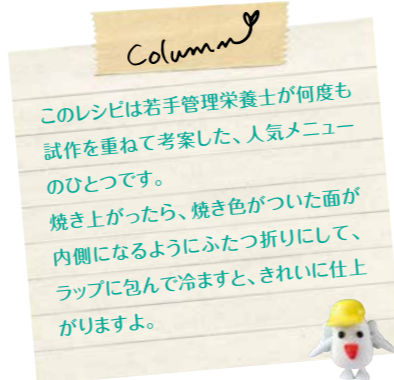 Column
このレシピは若手管理栄養士が何度も
試作を重ねて考案した、人気メニュー
のひとつです。
焼き上がったら、焼き色がついた面が
内側になるようにふたつ折りにして、
ラップに包んで冷ますと、きれいに仕上
がりますよ。